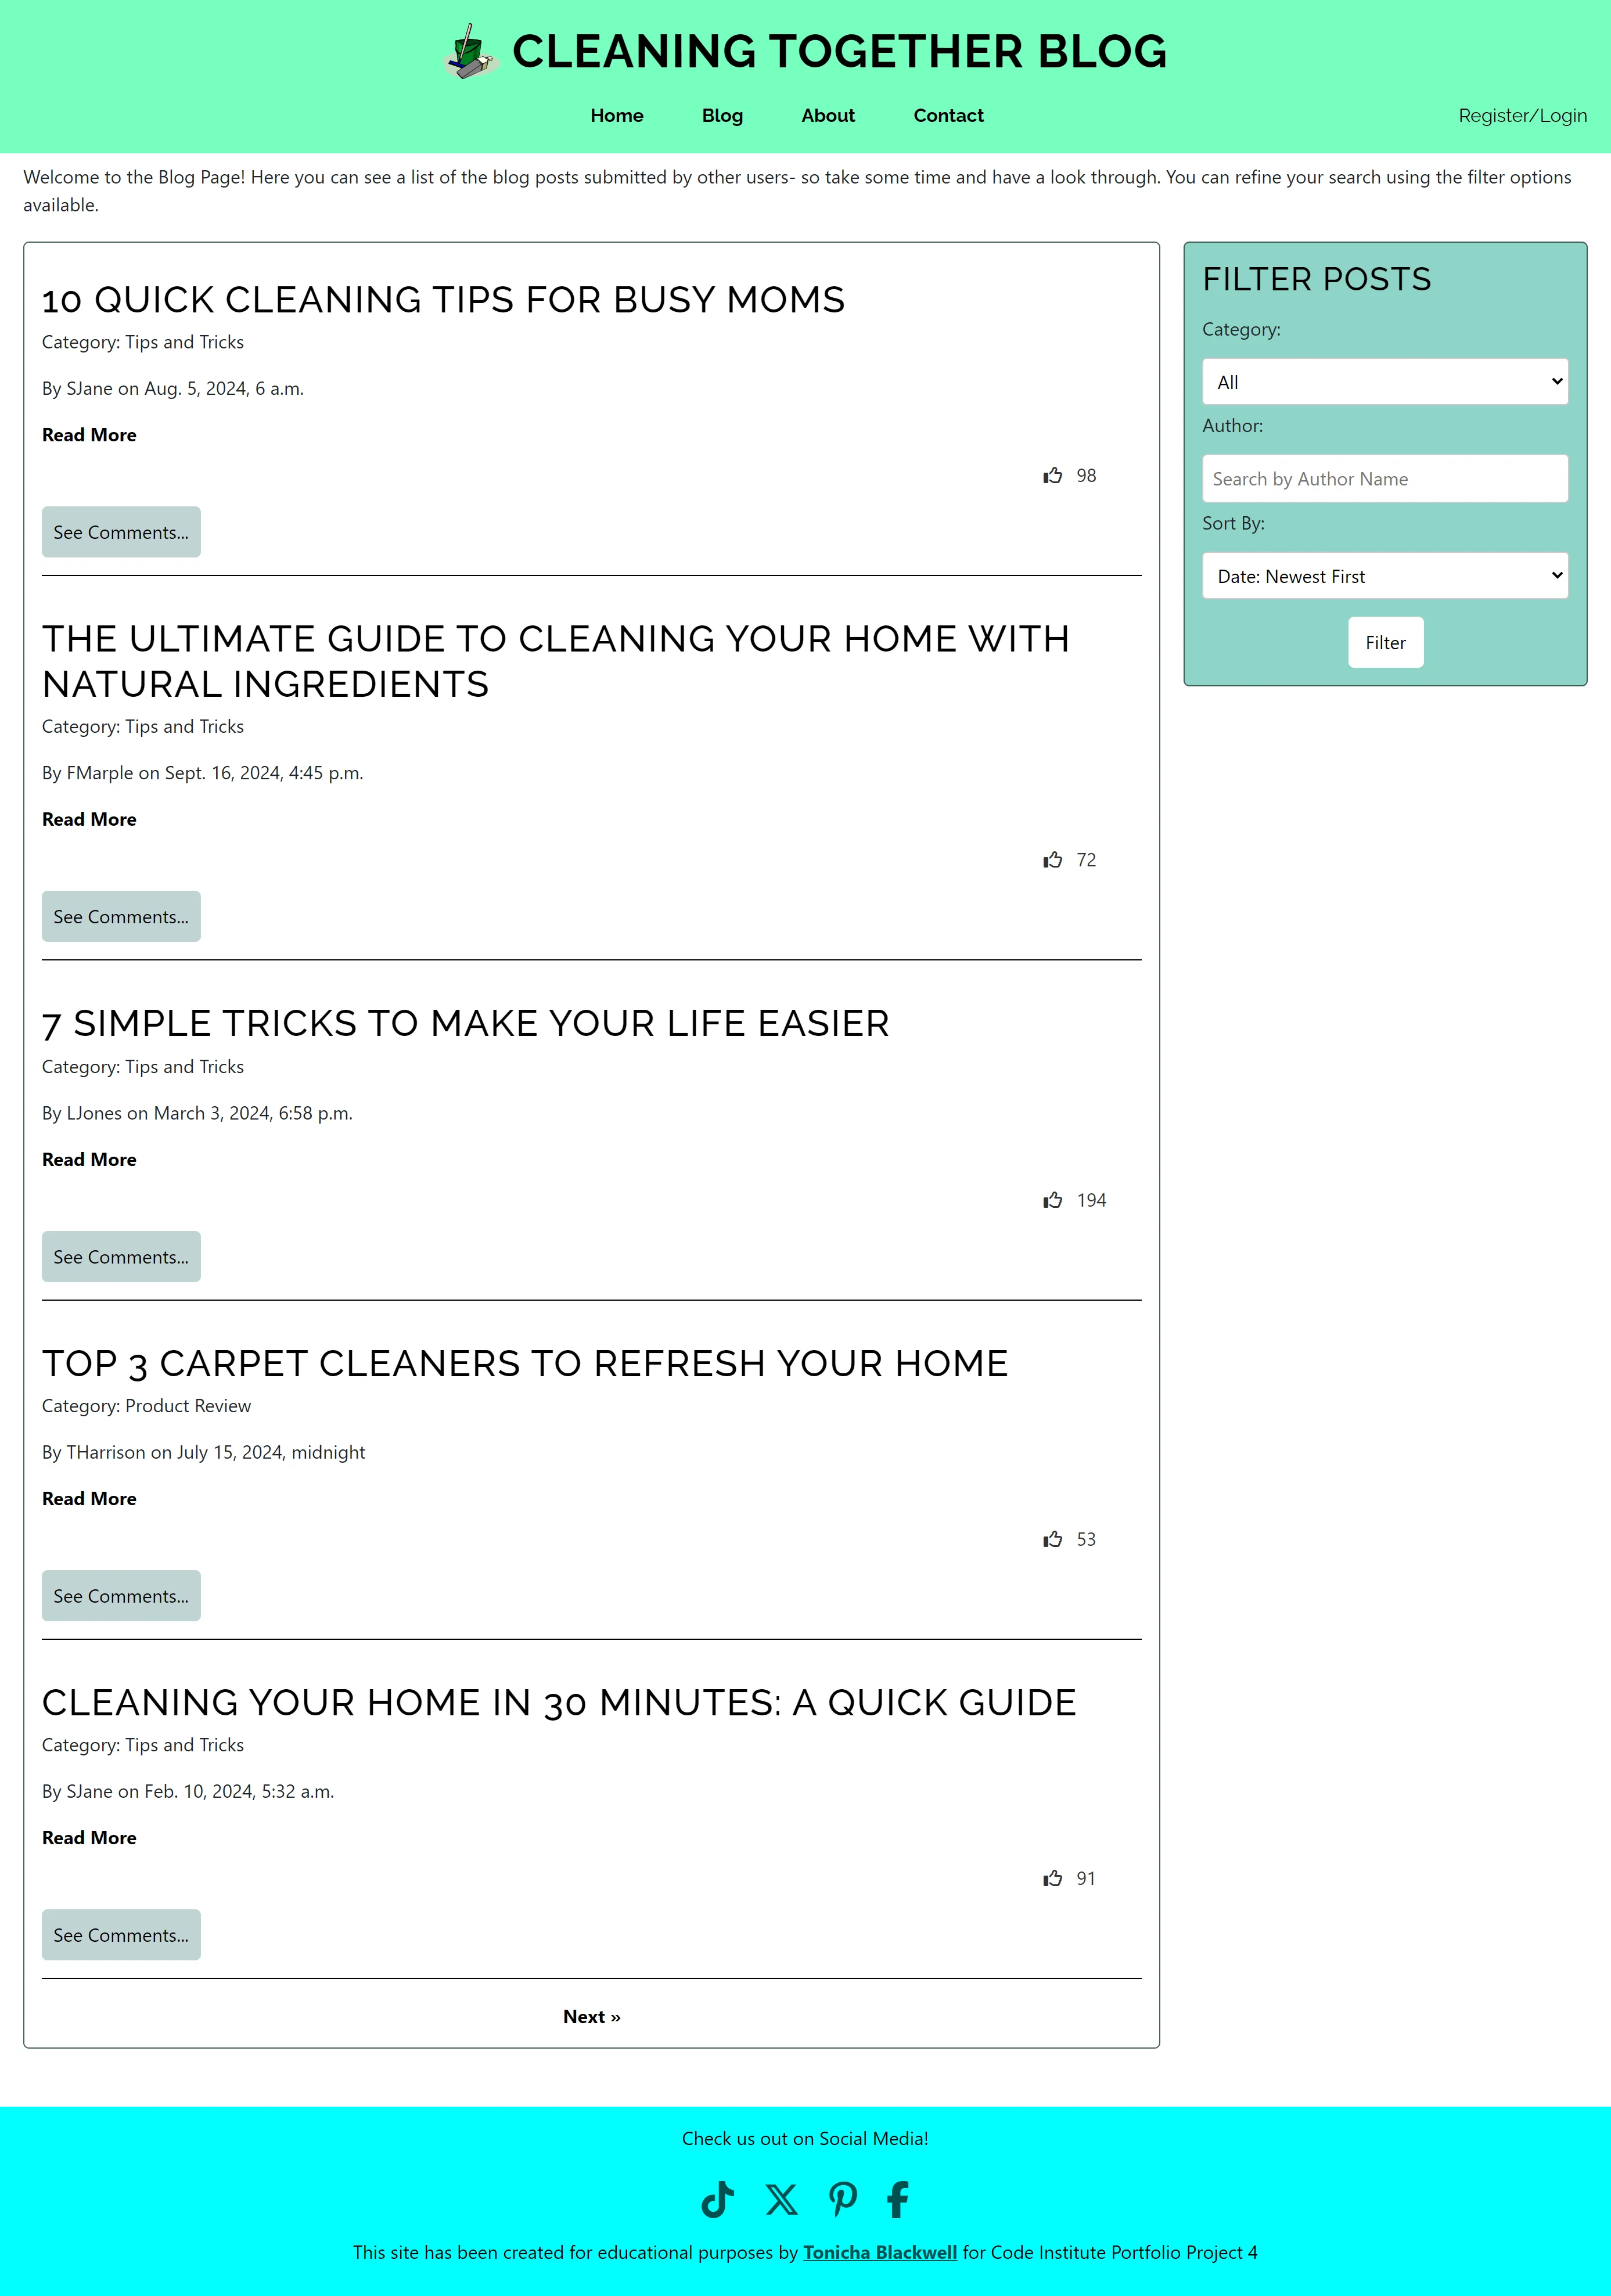 CLEANING TOGETHER BLOG
Home Blog About Contact Register/Login
Welcome to the Blog Page! Here you can see a list of the blog posts submitted by other users- so take some time and have a look through. You can refine your search using the filter options
available.
10 QUICK CLEANING TIPS FOR BUSY MOMS
Category: Tips and Tricks
By SJane on Aug. 5, 2024, 6 a.m.
Read More
98
See Comments...
THE ULTIMATE GUIDE TO CLEANING YOUR HOME WITH
NATURAL INGREDIENTS
Category: Tips and Tricks
By FMarple on Sept. 16, 2024, 4:45 p.m.
Read More
72
See Comments...
7 SIMPLE TRICKS TO MAKE YOUR LIFE EASIER
Category: Tips and Tricks
By LJones on March 3, 2024, 6:58 p.m.
Read More
194
See Comments...
TOP 3 CARPET CLEANERS TO REFRESH YOUR HOME
Category: Product Review
By THarrison on July 15, 2024, midnight
Read More
53
See Comments...
CLEANING YOUR HOME IN 30 MINUTES: A QUICK GUIDE
Category: Tips and Tricks
By SJane on Feb. 10, 2024, 5:32 a.m.
Read More
91
See Comments...
Next »
FILTER POSTS
Category:
All
Author:
Search by Author Name
Sort By:
Date: Newest First
Filter
Check us out on Social Media!
This site has been created for educational purposes by Tonicha Blackwell for Code Institute Portfolio Project 4